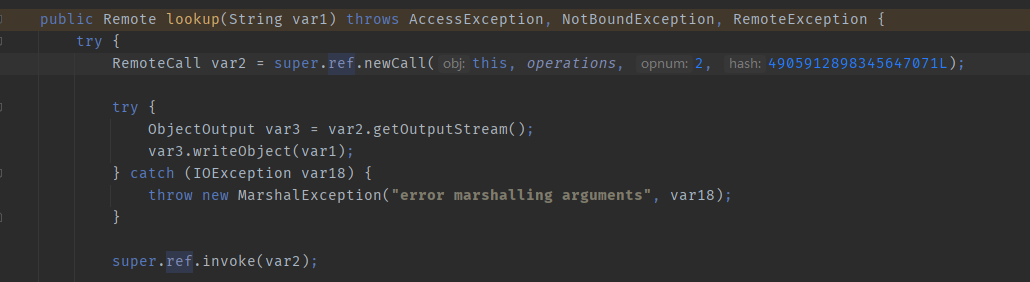 public Remote lookup(String var1) throws AccessException, NotBoundException, RemoteException {
try {
RemoteCall var2 = super.ref.newCall( obj: this, operations, opnum: 2, hash: 4905912898345647071L);
try {
ObjectOutput var3 = var2.getOutputStream();
var3.writeObject(var1);
} catch (IOException var18) {
throw new MarshalException("error marshalling arguments", var18);
}
super.ref.invoke(var2);